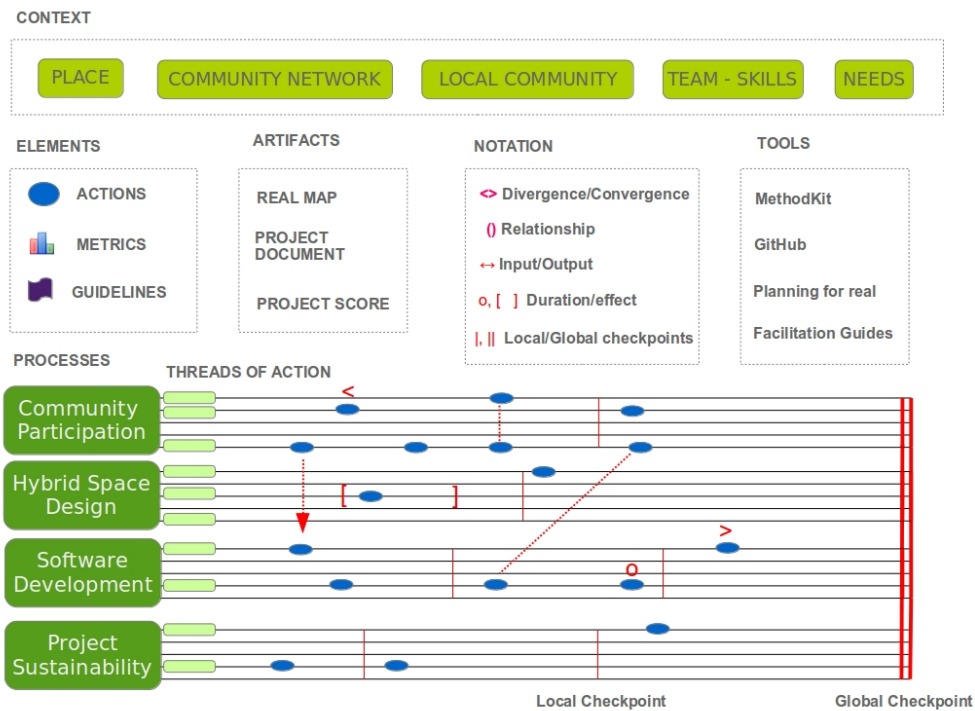 CONTEXT
PLACE
COMMUNITY NETWORK
LOCAL COMMUNITY
TEAM - SKILLS
NEEDS
ELEMENTS
ACTIONS
METRICS
GUIDELINES
ARTIFACTS
REAL MAP
PROJECT
DOCUMENT
PROJECT SCORE
NOTATION
<> Divergence/Convergence
() Relationship
↔ Input/Output
o, [ ] Duration/effect
|, || Local/Global checkpoints
TOOLS
MethodKit
GitHub
Planning for real
Facilitation Guides
PROCESSES
THREADS OF ACTION
Community
Participation
<
Hybrid Space
Design
[ ]
Software
Development
>
o
Project
Sustainability
Local Checkpoint
Global Checkpoint